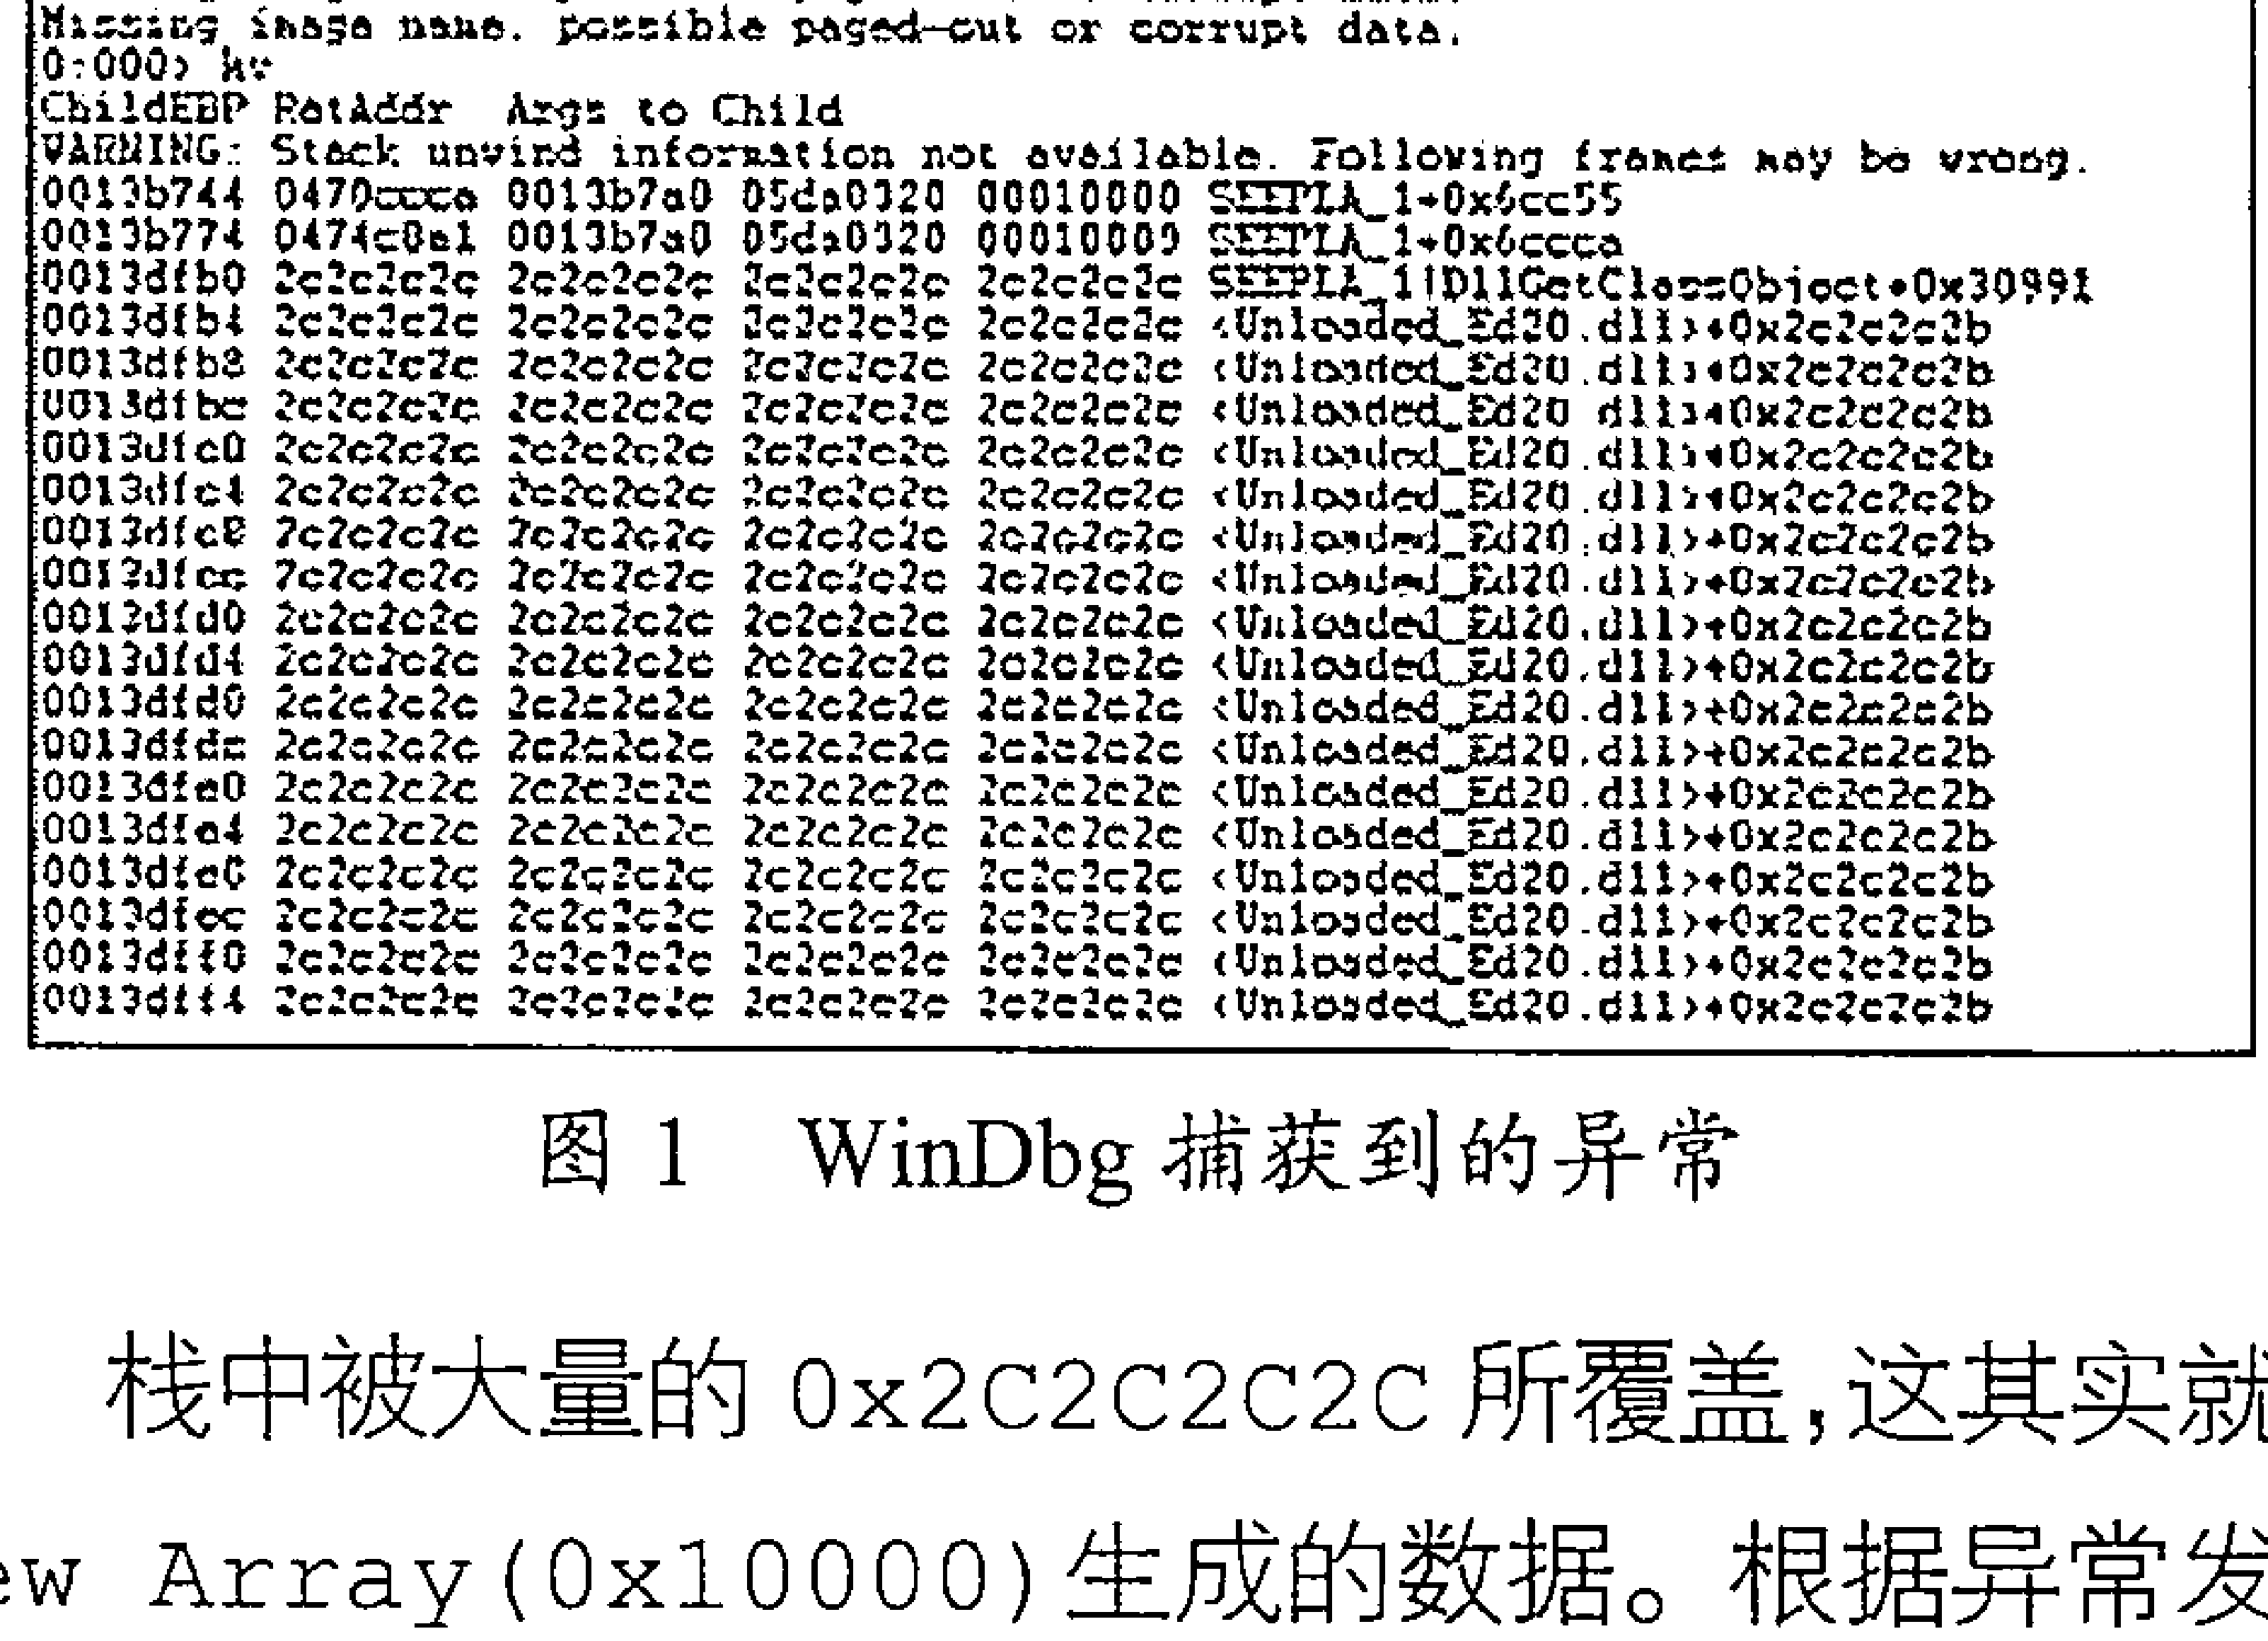 Missing image name, possible paged-out or corrupt data.
0:000> kv
ChildEBP RetAddr  Args to Child
WARNING: Stack unwind information not available. Following frames may be wrong.
0013b744 0470ccca 0013b7a0 05da0020 00010000 SEEPLA_1+0x6cc55
0013b774 0474c0a1 0013b7a0 05da0020 00010000 SEEPLA_1+0x6ccca
0013dfb0 2c2c2c2c 2c2c2c2c 2c2c2c2c 2c2c2c2c SEEPLA_1!DllGetClassObject+0x30991
0013dfb4 2c2c2c2c 2c2c2c2c 2c2c2c2c 2c2c2c2c <Unloaded_Ed20.dll>+0x2c2c2c2b
0013dfb8 2c2c2c2c 2c2c2c2c 2c2c2c2c 2c2c2c2c <Unloaded_Ed20.dll>+0x2c2c2c2b
0013dfbc 2c2c2c2c 2c2c2c2c 2c2c2c2c 2c2c2c2c <Unloaded_Ed20.dll>+0x2c2c2c2b
0013dfc0 2c2c2c2c 2c2c2c2c 2c2c2c2c 2c2c2c2c <Unloaded_Ed20.dll>+0x2c2c2c2b
0013dfc4 2c2c2c2c 2c2c2c2c 2c2c2c2c 2c2c2c2c <Unloaded_Ed20.dll>+0x2c2c2c2b
0013dfc8 2c2c2c2c 2c2c2c2c 2c2c2c2c 2c2c2c2c <Unloaded_Ed20.dll>+0x2c2c2c2b
0013dfcc 2c2c2c2c 2c2c2c2c 2c2c2c2c 2c2c2c2c <Unloaded_Ed20.dll>+0x2c2c2c2b
0013dfd0 2c2c2c2c 2c2c2c2c 2c2c2c2c 2c2c2c2c <Unloaded_Ed20.dll>+0x2c2c2c2b
0013dfd4 2c2c2c2c 2c2c2c2c 2c2c2c2c 2c2c2c2c <Unloaded_Ed20.dll>+0x2c2c2c2b
0013dfd8 2c2c2c2c 2c2c2c2c 2c2c2c2c 2c2c2c2c <Unloaded_Ed20.dll>+0x2c2c2c2b
0013dfdc 2c2c2c2c 2c2c2c2c 2c2c2c2c 2c2c2c2c <Unloaded_Ed20.dll>+0x2c2c2c2b
0013dfe0 2c2c2c2c 2c2c2c2c 2c2c2c2c 2c2c2c2c <Unloaded_Ed20.dll>+0x2c2c2c2b
0013dfe4 2c2c2c2c 2c2c2c2c 2c2c2c2c 2c2c2c2c <Unloaded_Ed20.dll>+0x2c2c2c2b
0013dfe8 2c2c2c2c 2c2c2c2c 2c2c2c2c 2c2c2c2c <Unloaded_Ed20.dll>+0x2c2c2c2b
0013dfec 2c2c2c2c 2c2c2c2c 2c2c2c2c 2c2c2c2c <Unloaded_Ed20.dll>+0x2c2c2c2b
0013dff0 2c2c2c2c 2c2c2c2c 2c2c2c2c 2c2c2c2c <Unloaded_Ed20.dll>+0x2c2c2c2b
0013dff4 2c2c2c2c 2c2c2c2c 2c2c2c2c 2c2c2c2c <Unloaded_Ed20.dll>+0x2c2c2c2b
图 1 WinDbg 捕获到的异常
栈中被大量的 0x2C2C2C2C 所覆盖,这其实就
ew Array(0x10000)生成的数据。根据异常发